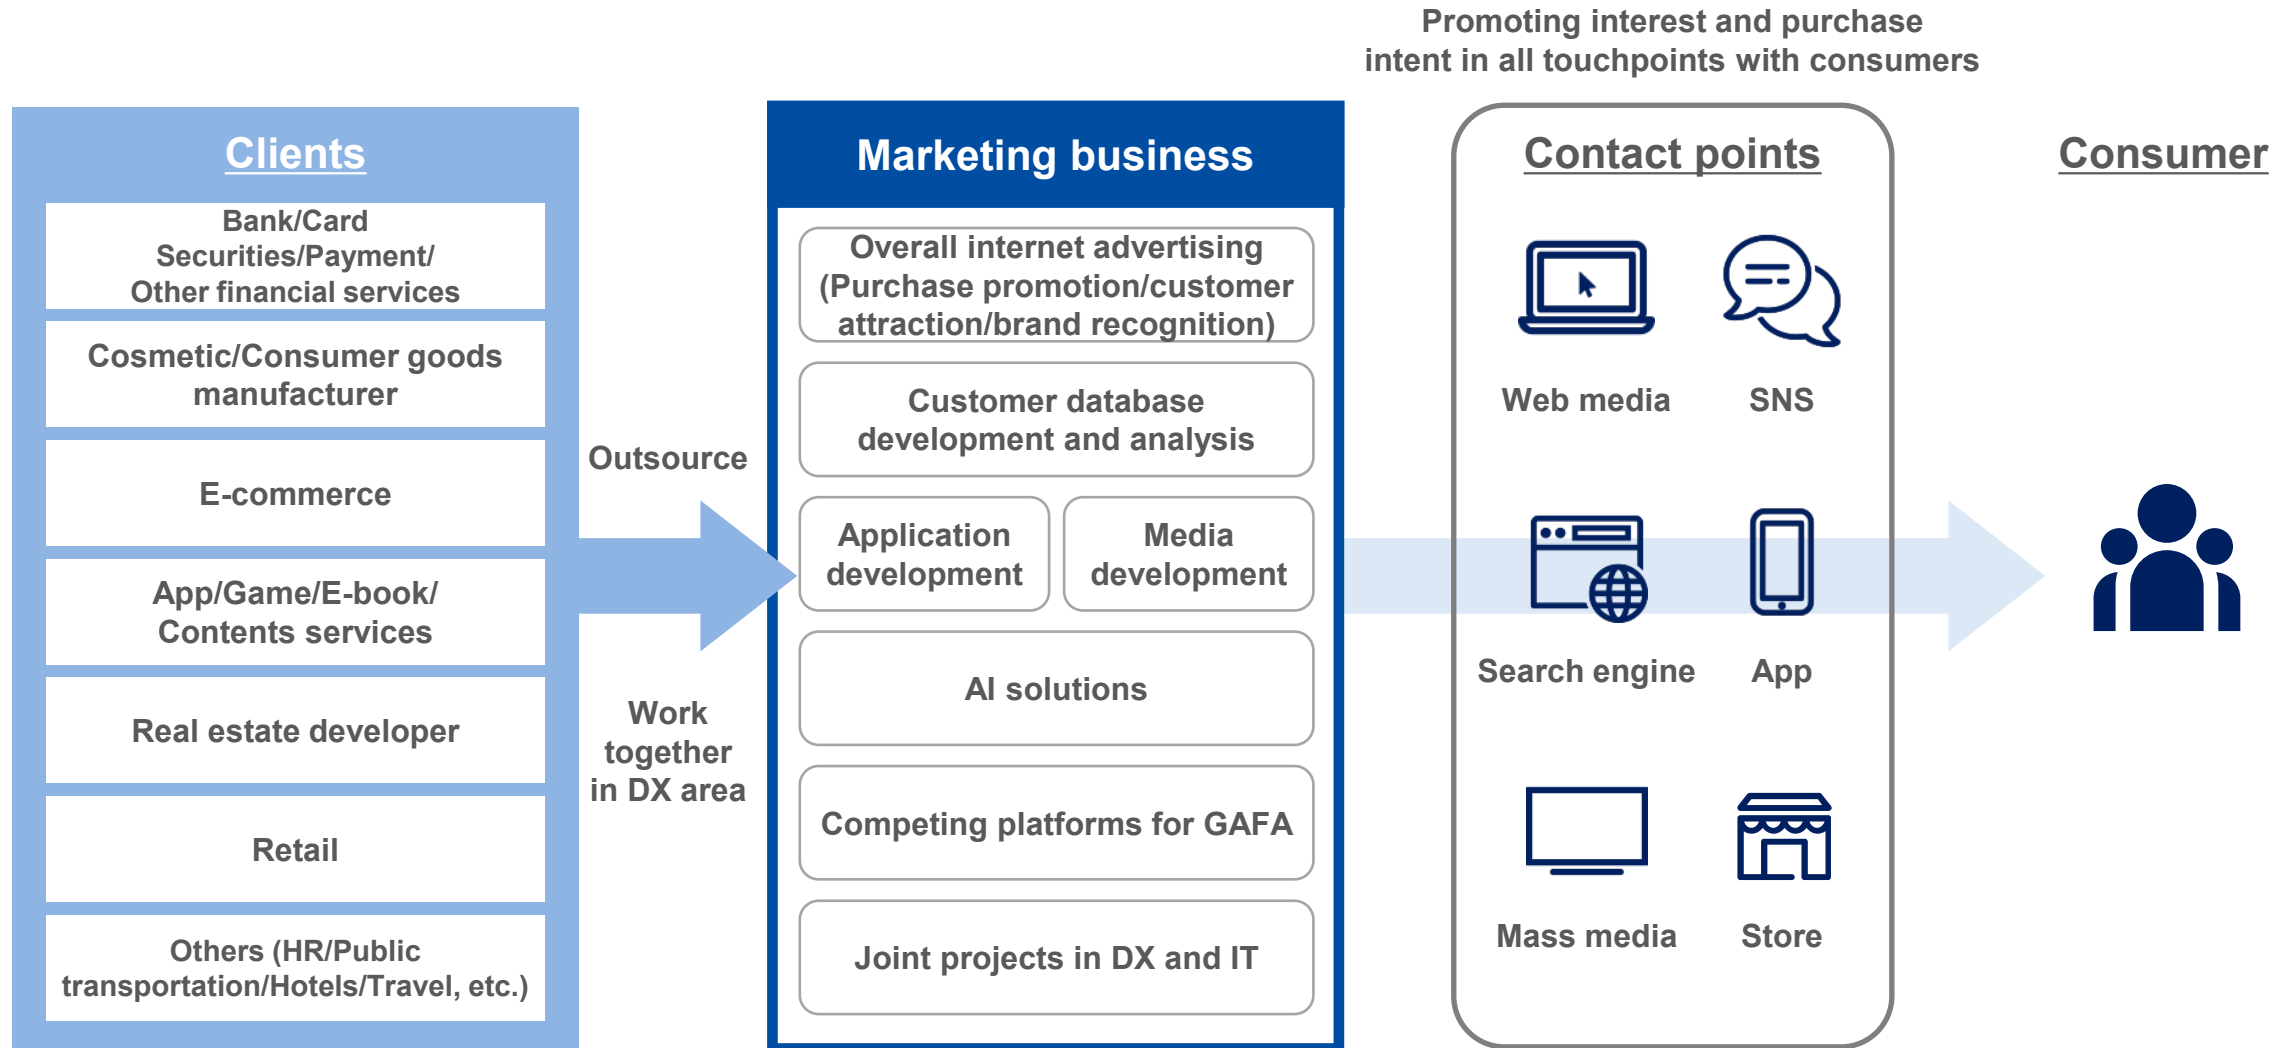 Promoting interest and purchase
intent in all touchpoints with consumers
Clients
Bank/Card
Securities/Payment/
Other financial services
Cosmetic/Consumer goods
manufacturer
E-commerce
App/Game/E-book/
Contents services
Real estate developer
Retail
Others (HR/Public
transportation/Hotels/Travel, etc.)
Outsource
Work
together
in DX area
Marketing business
Overall internet advertising
(Purchase promotion/customer
attraction/brand recognition)
Customer database
development and analysis
Application
development
Media
development
AI solutions
Competing platforms for GAFA
Joint projects in DX and IT
Contact points
Web media
SNS
Search engine
App
Mass media
Store
Consumer